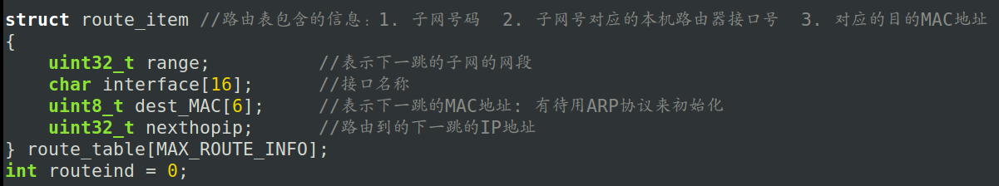 struct route_item //路由表包含的信息：1. 子网号码  2. 子网号对应的本机路由器接口号  3. 对应的目的MAC地址
{
    uint32_t range;          //表示下一跳的子网的网段
    char interface[16];      //接口名称
    uint8_t dest_MAC[6];     //表示下一跳的MAC地址：有待用ARP协议来初始化
    uint32_t nexthopip;      //路由到的下一跳的IP地址
} route_table[MAX_ROUTE_INFO];
int routeind = 0;